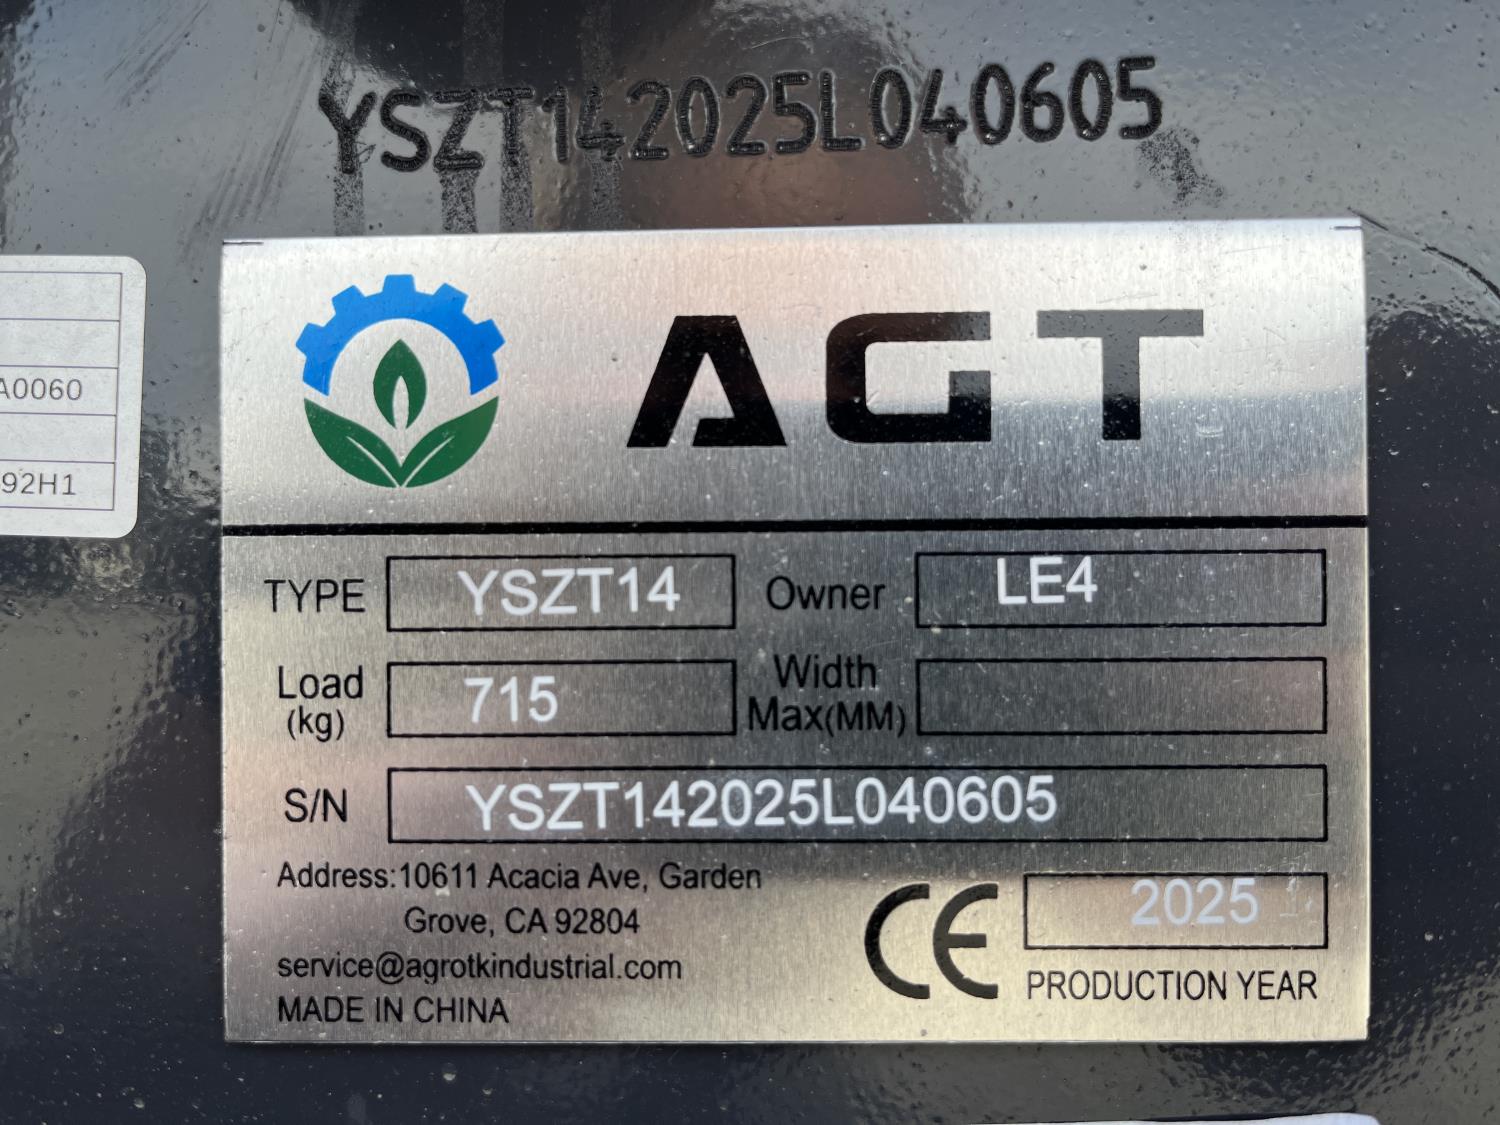 YSZT142025L040605
A0060
92H1
AGT
TYPE YSZT14 Owner LE4
Load (kg) 715 Width Max(MM)
S/N YSZT142025L040605
Address:10611 Acacia Ave, Garden
Grove, CA 92804
service@agrotkindustrial.com
MADE IN CHINA
CE 2025
PRODUCTION YEAR